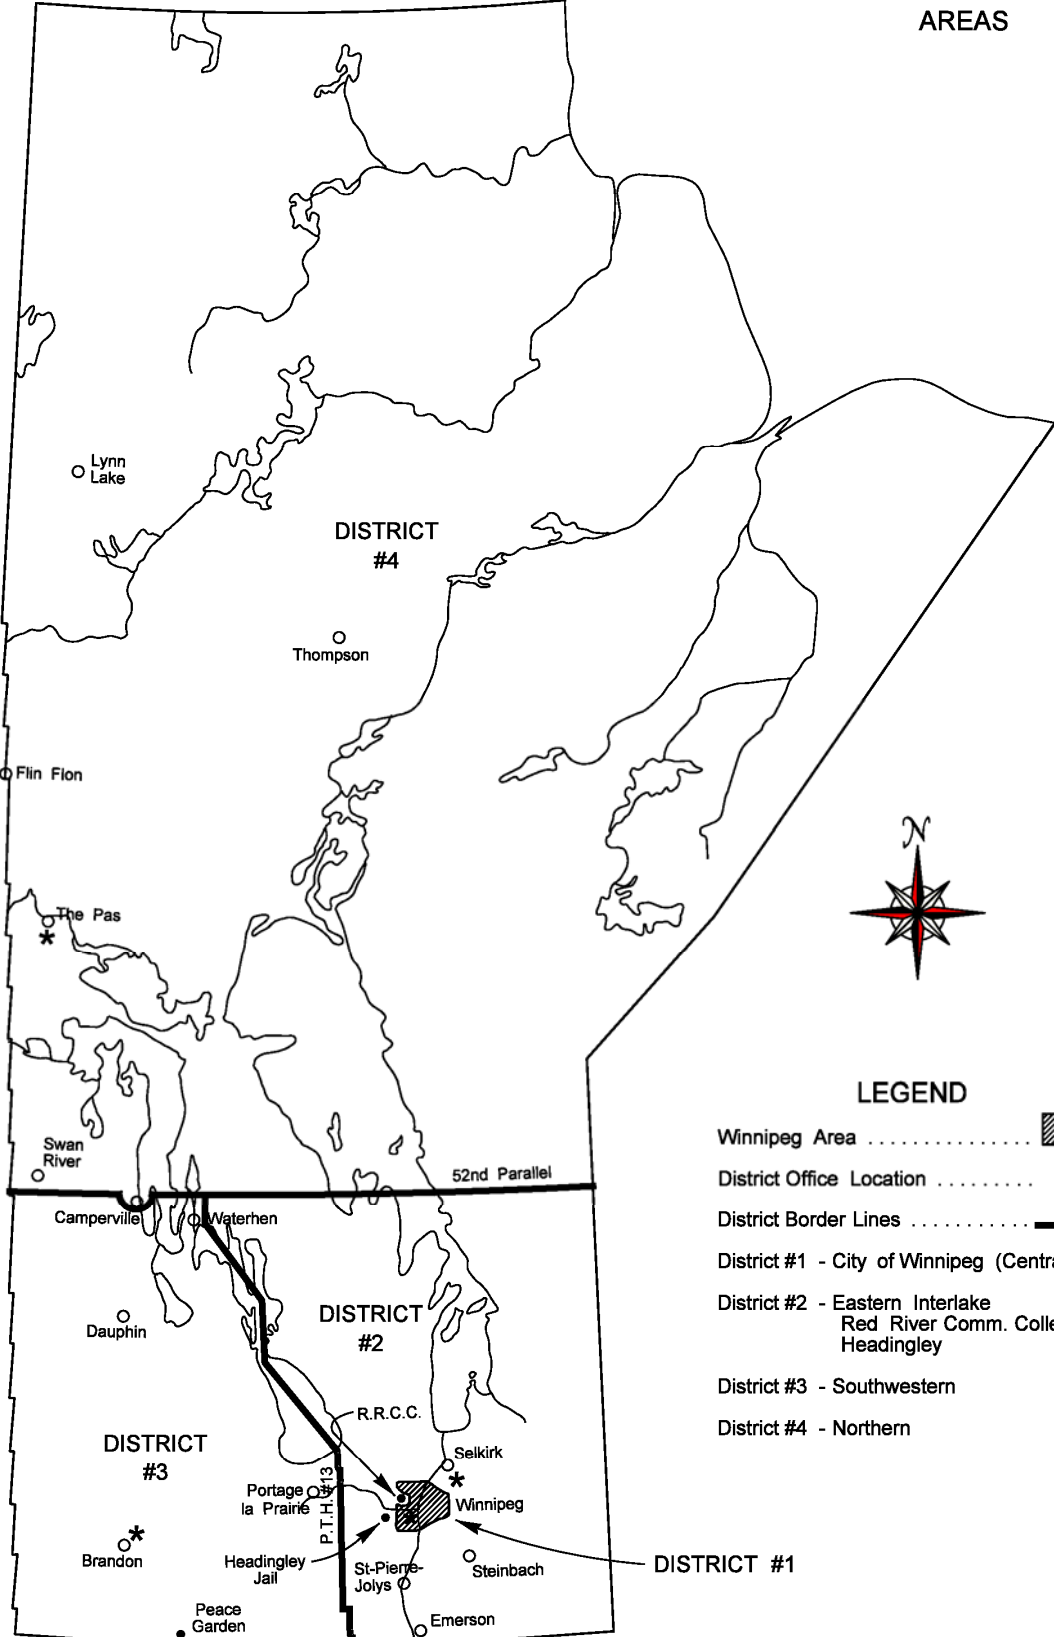 AREAS
Lynn
Lake
DISTRICT
#4
Thompson
Flin Flon
N
The Pas
*
LEGEND
Winnipeg Area ...............
District Office Location .........
District Border Lines ...........
District #1 - City of Winnipeg (Centra
District #2 - Eastern Interlake
Red River Comm. Colle
Headingley
District #3 - Southwestern
District #4 - Northern
Swan
River
52nd Parallel
Camperville
Waterhen
Dauphin
DISTRICT
#2
R.R.C.C.
DISTRICT
#3
Selkirk
*
Portage
la Prairie
P.T.H. #13
Winnipeg
*
Brandon
*
Headingley
Jail
St-Pierre-
Jolys
Steinbach
DISTRICT #1
Peace
Garden
Emerson